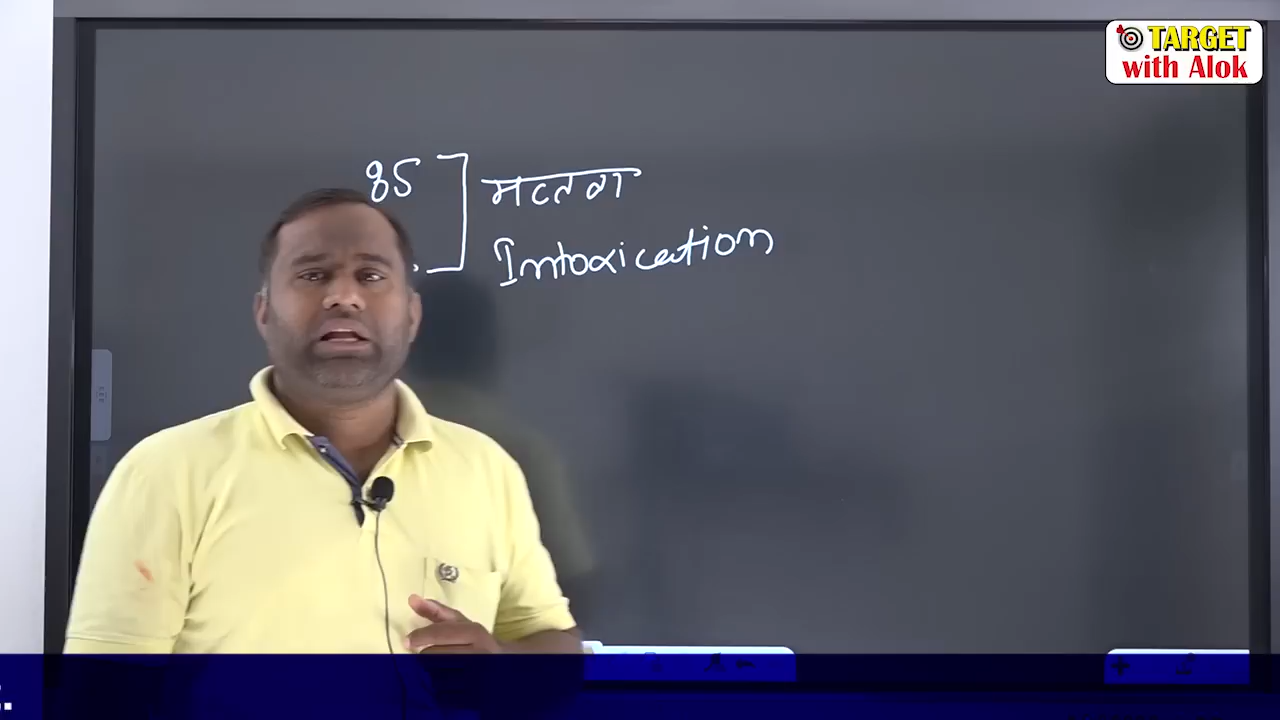 TARGET
with Alok
85
मत्तता
Intoxication